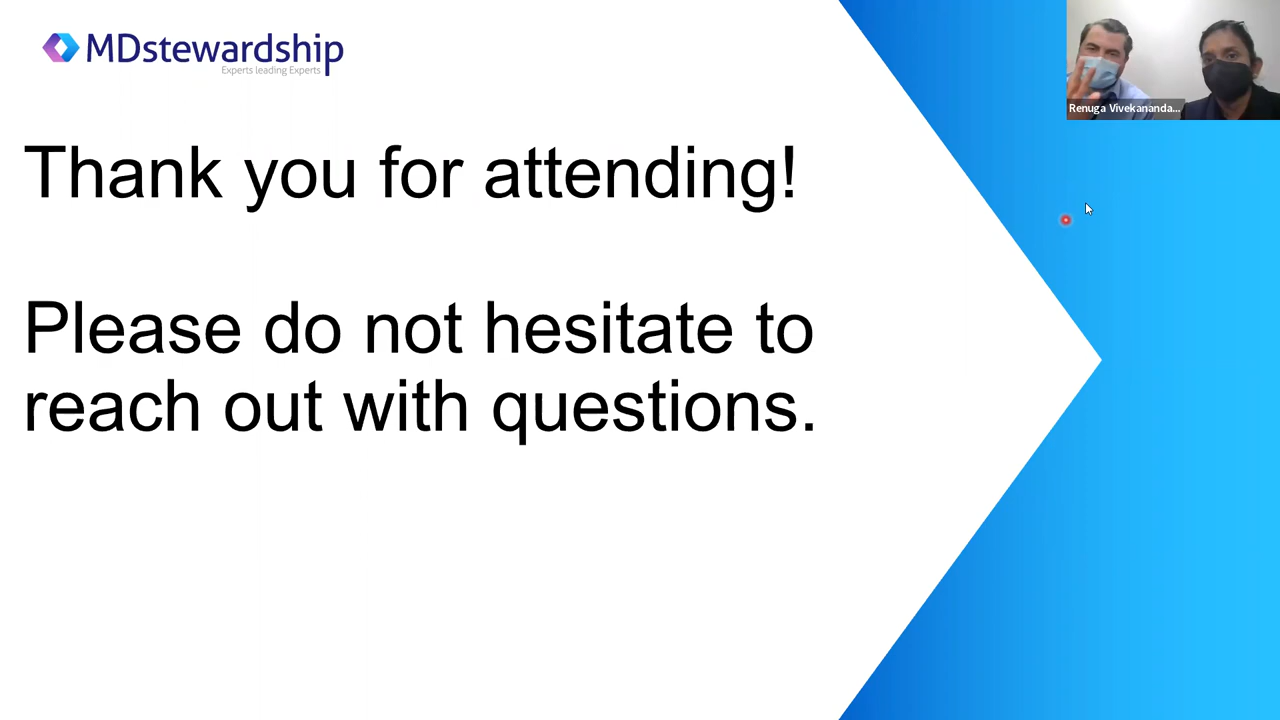 MDstewardship
Experts leading Experts
Renuga Vivekananda...
Thank you for attending!
Please do not hesitate to
reach out with questions.